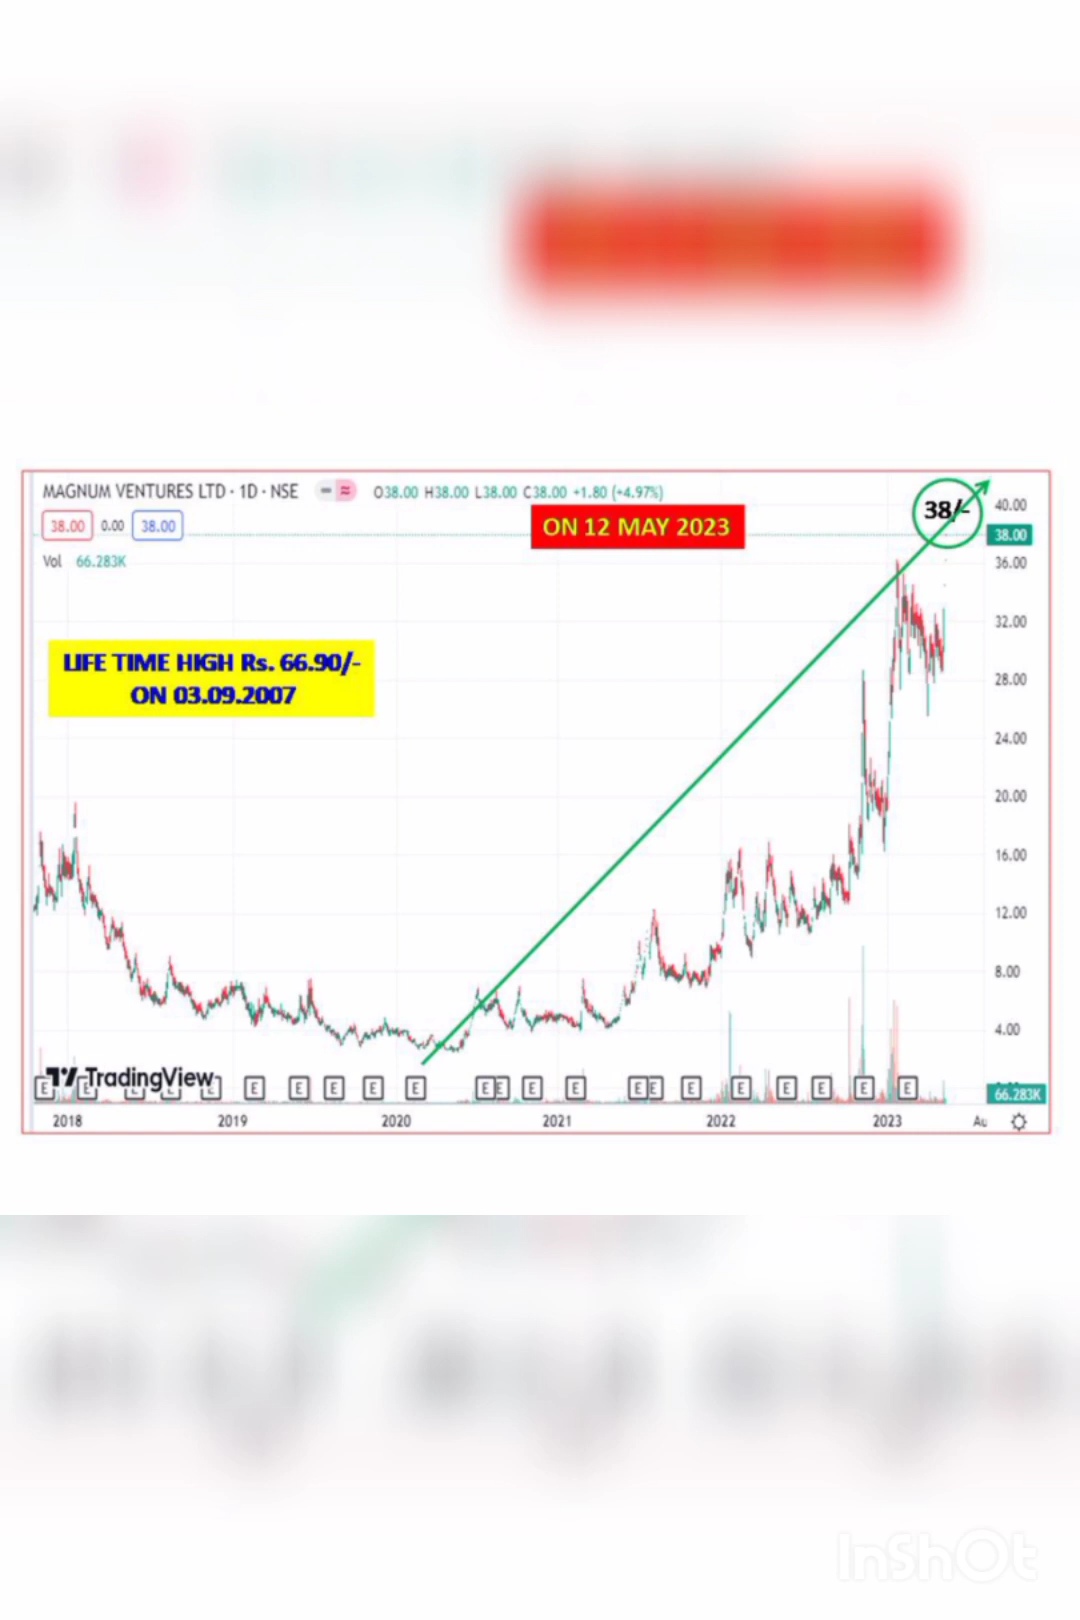 MAGNUM VENTURES LTD · 1D · NSE
O38.00 H38.00 L38.00 C38.00 +1.80 (+4.97%)
38.00 0.00 38.00
ON 12 MAY 2023
38/-
Vol 66.283K
LIFE TIME HIGH Rs. 66.90/-
ON 03.09.2007
40.00
38.00
36.00
32.00
28.00
24.00
20.00
16.00
12.00
8.00
4.00
66.283K
TradingView
E E E E E E E E E E E E E E E E E E E E E E E
2018 2019 2020 2021 2022 2023 Au
InShOt